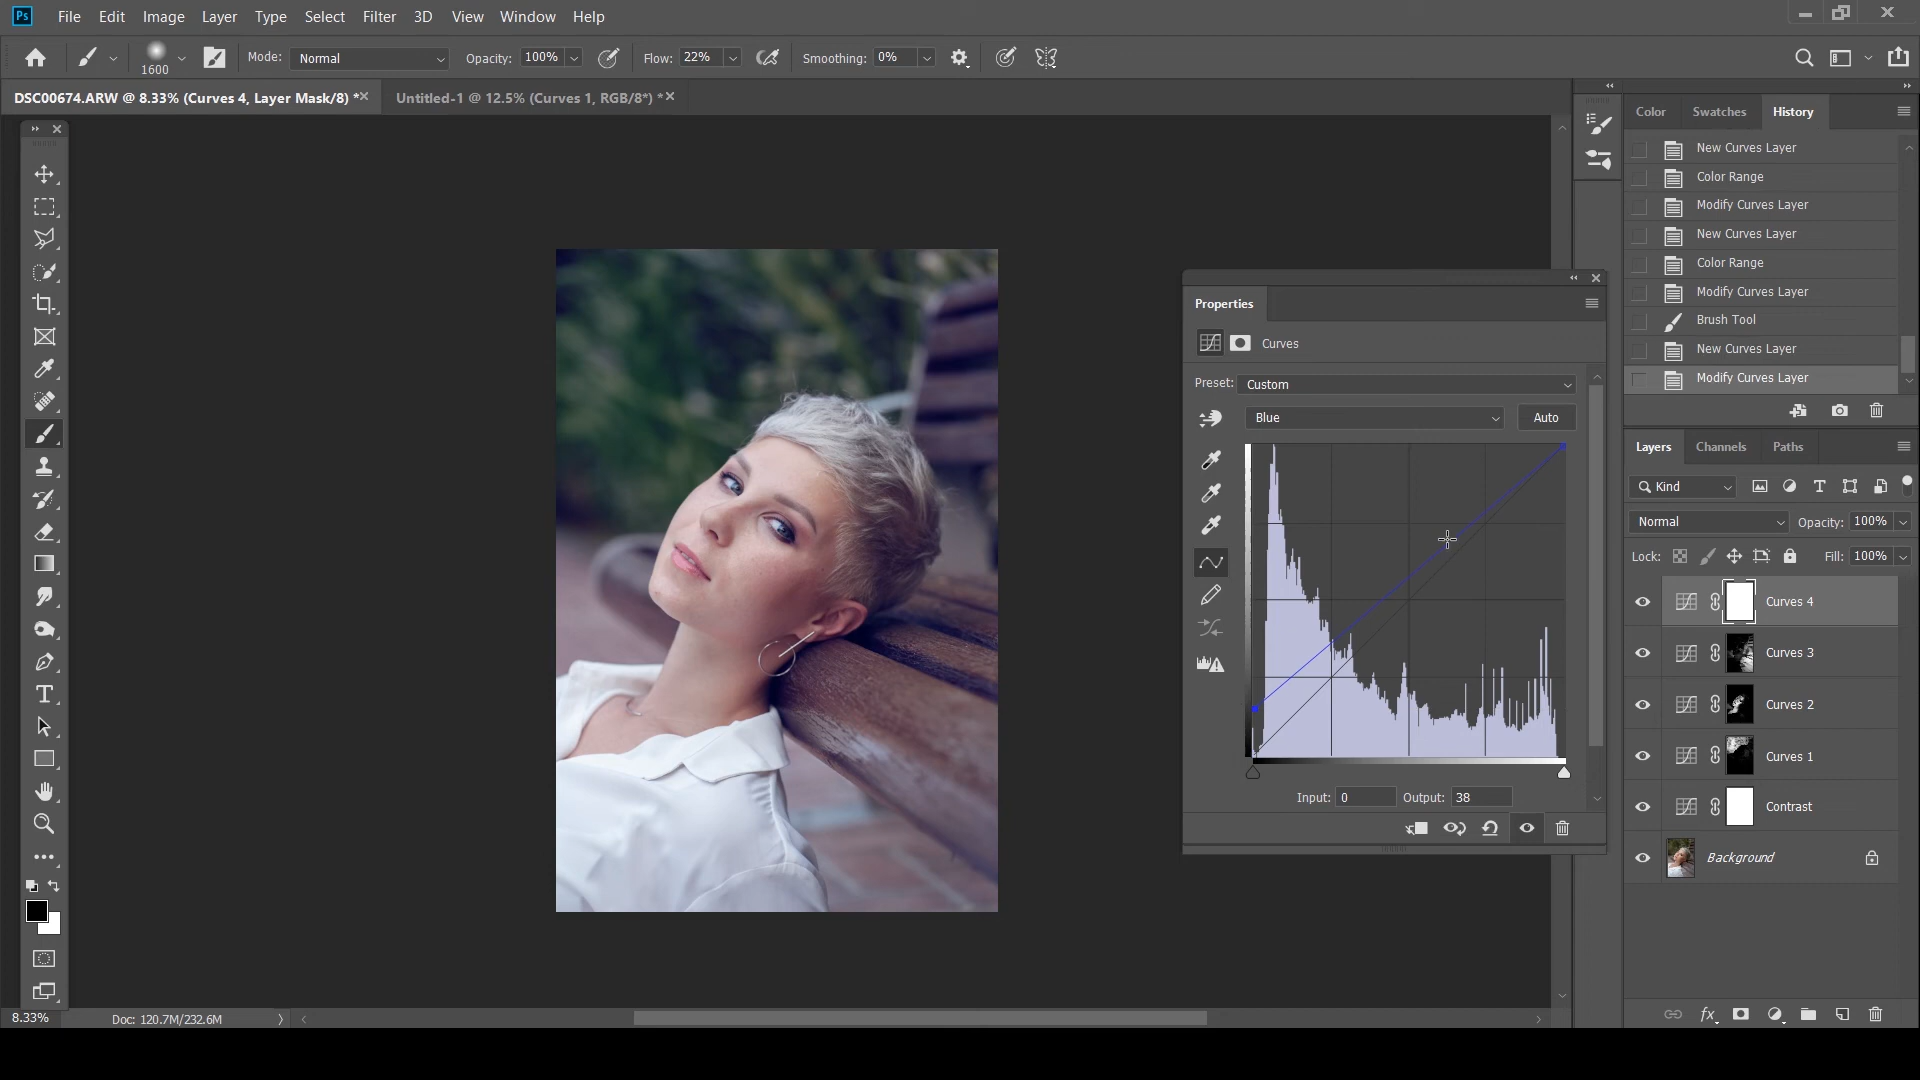 Ps File Edit Image Layer Type Select Filter 3D View Window Help
1600 Mode: Normal Opacity: 100% Flow: 22% Smoothing: 0%
DSC00674.ARW @ 8.33% (Curves 4, Layer Mask/8) * Untitled-1 @ 12.5% (Curves 1, RGB/8*) *
Color Swatches History
New Curves Layer
Color Range
Modify Curves Layer
New Curves Layer
Color Range
Modify Curves Layer
Brush Tool
New Curves Layer
Modify Curves Layer
Properties
Curves
Preset: Custom
Blue Auto
Input: 0 Output: 38
Layers Channels Paths
Kind
Normal Opacity: 100%
Lock: Fill: 100%
Curves 4
Curves 3
Curves 2
Curves 1
Contrast
Background
8.33% Doc: 120.7M/232.6M